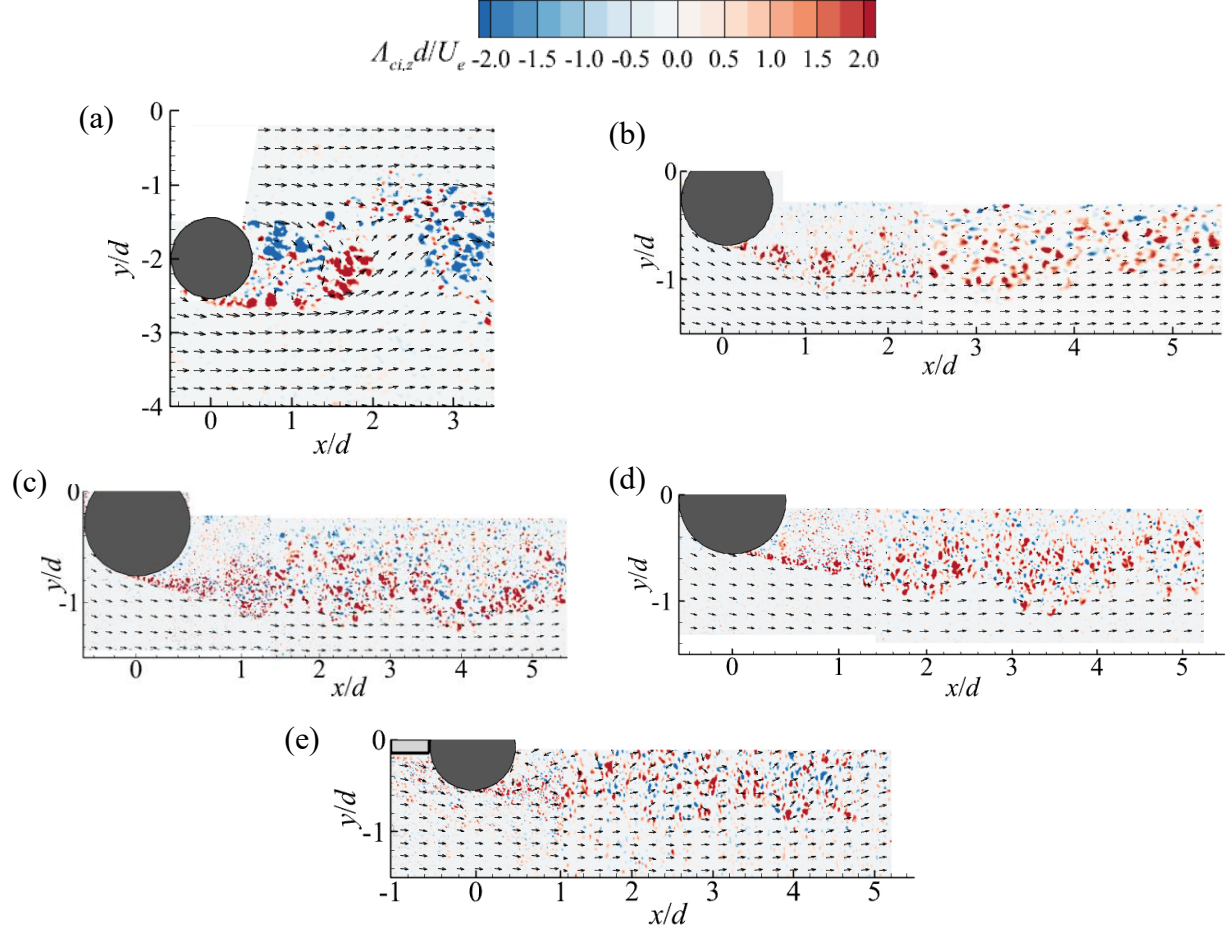 Λci,z d/Ue -2.0 -1.5 -1.0 -0.5 0.0 0.5 1.0 1.5 2.0
(a)
0
-1
-2
-3
-4
y/d
0 1 2 3
x/d
(b)
0
-1
y/d
0 1 2 3 4 5
x/d
(c)
0
-1
y/d
0 1 2 3 4 5
x/d
(d)
0
-1
y/d
0 1 2 3 4 5
x/d
(e)
0
-1
y/d
-1 0 1 2 3 4 5
x/d